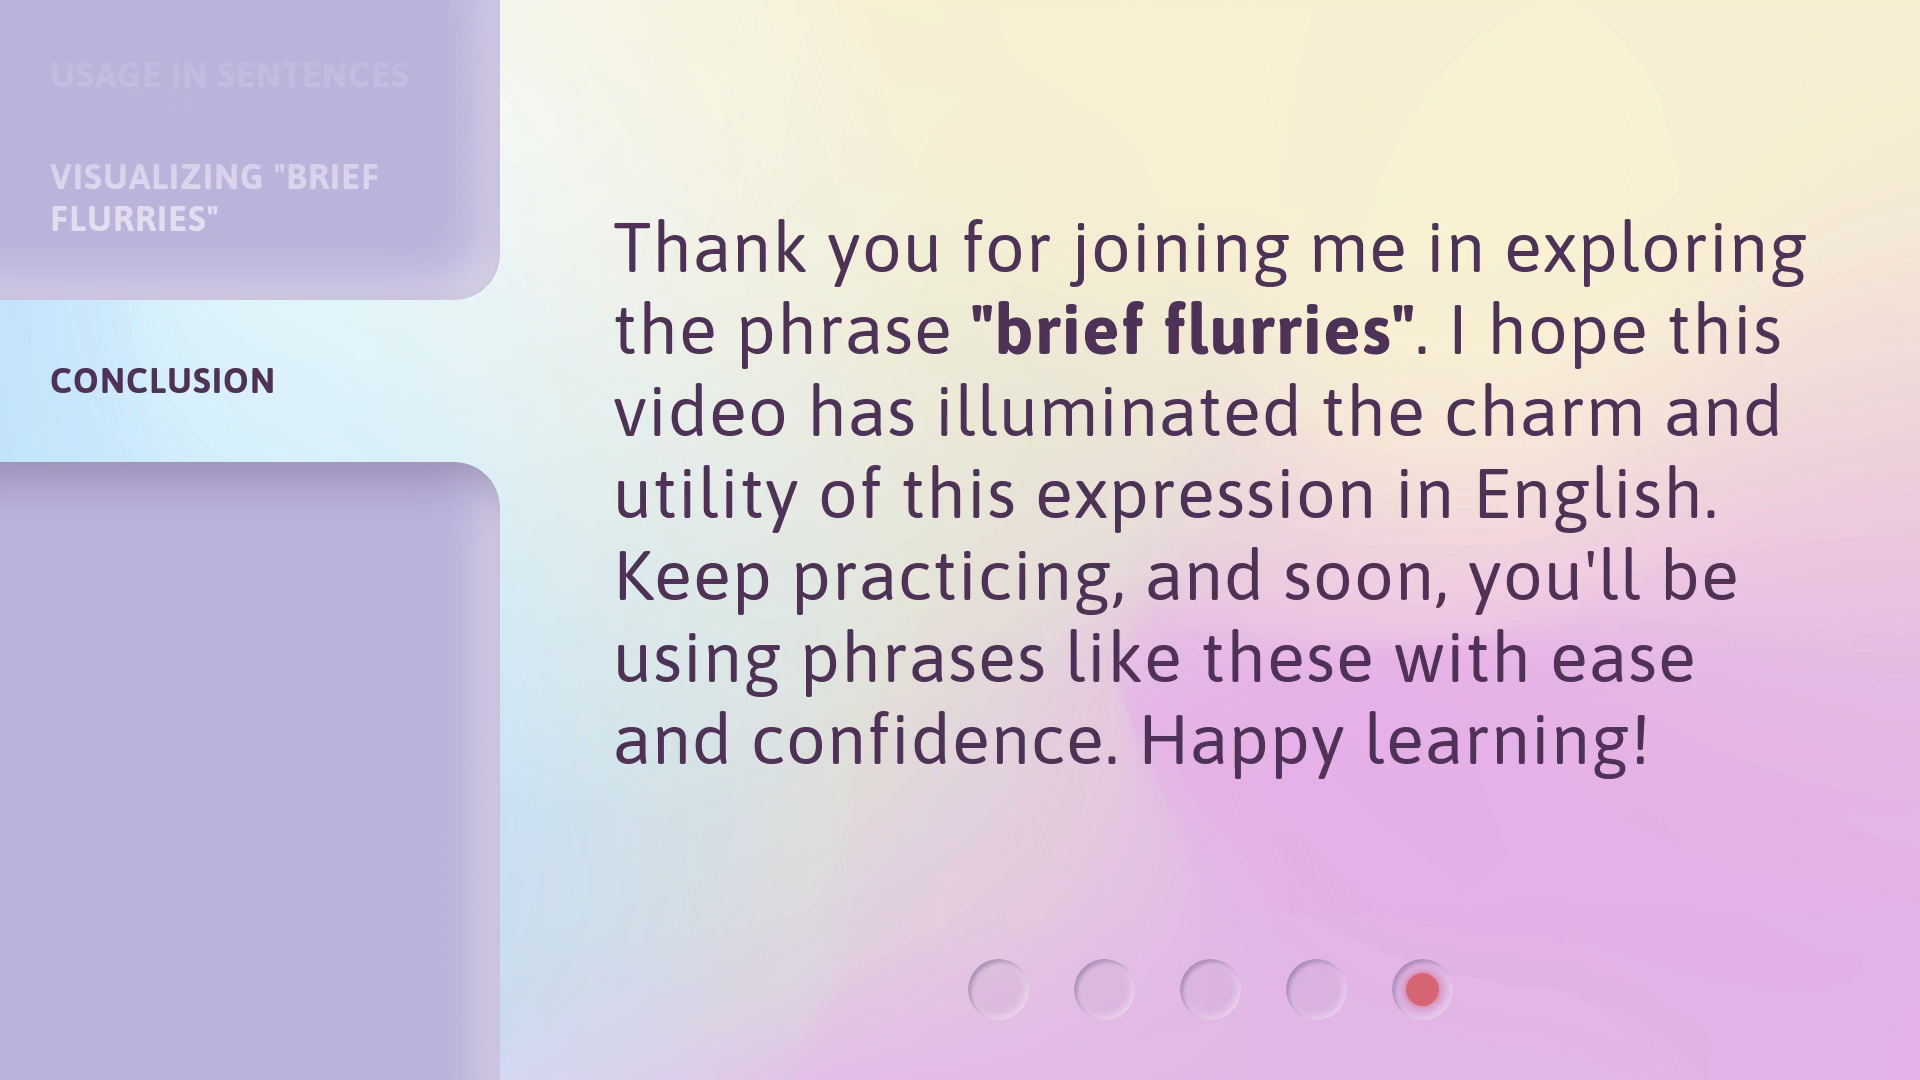 USAGE IN SENTENCES
VISUALIZING "BRIEF
FLURRIES"
CONCLUSION
Thank you for joining me in exploring
the phrase "brief flurries". I hope this
video has illuminated the charm and
utility of this expression in English.
Keep practicing, and soon, you'll be
using phrases like these with ease
and confidence. Happy learning!